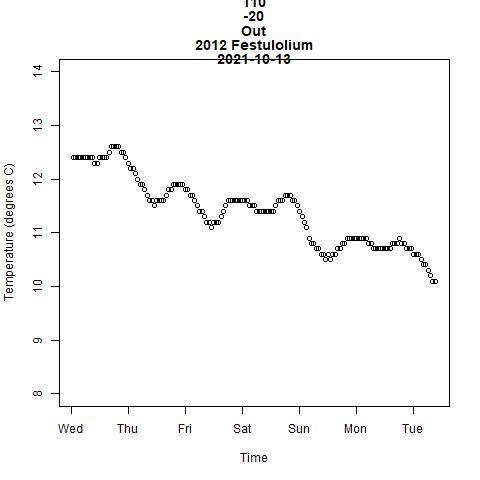 110
-20
Out
2012 Festulolium
2021-10-13
Temperature (degrees C)
14
13
12
11
10
9
8
Wed Thu Fri Sat Sun Mon Tue
Time